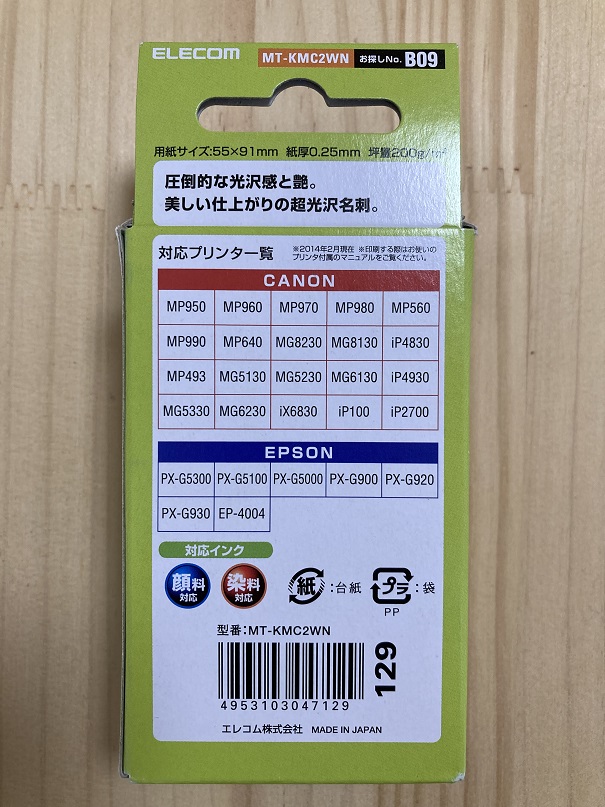 ELECOM MT-KMC2WN お探しNo. B09
用紙サイズ:55×91mm 紙厚0.25mm 坪量200g/m²
圧倒的な光沢感と艶。
美しい仕上がりの超光沢名刺。
対応プリンター覧 ※2014年2月現在 ※印刷する際はお使いの
プリンタ付属のマニュアルをご覧ください。
CANON
MP950 MP960 MP970 MP980 MP560
MP990 MP640 MG8230 MG8130 iP4830
MP493 MG5130 MG5230 MG6130 iP4930
MG5330 MG6230 iX6830 iP100 iP2700
EPSON
PX-G5300 PX-G5100 PX-G5000 PX-G900 PX-G920
PX-G930 EP-4004
対応インク
顔料 染料 紙 :台紙 プラ :袋
対応 対応 PP
型番:MT-KMC2WN
129
4953103047129
エレコム株式会社 MADE IN JAPAN